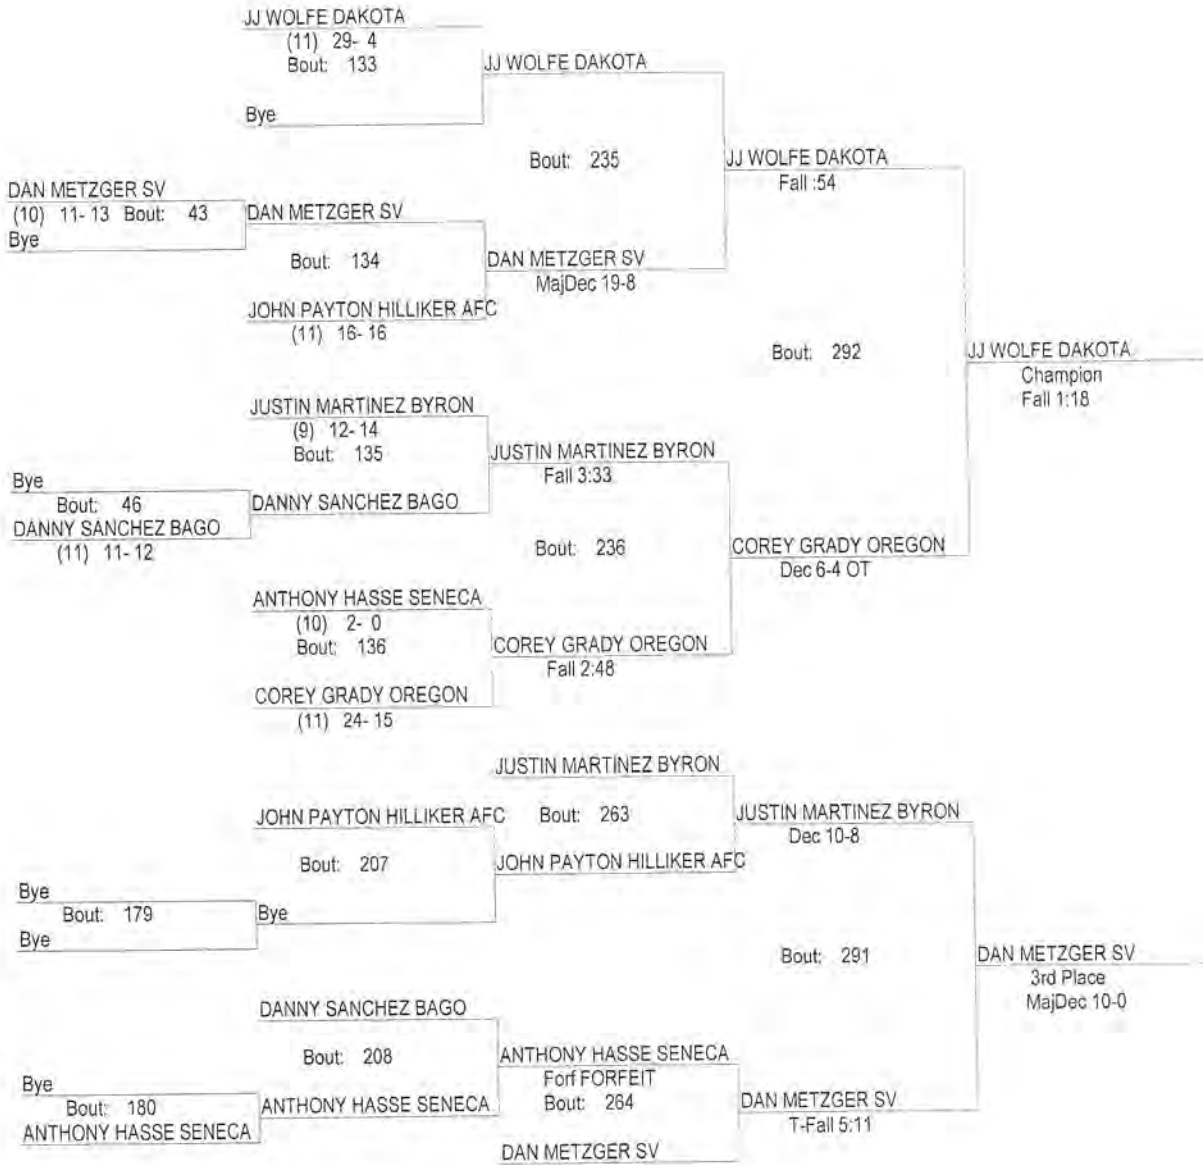 JJ WOLFE DAKOTA
(11) 29- 4
Bout: 133
JJ WOLFE DAKOTA
Bye
Bout: 235
JJ WOLFE DAKOTA
Fall :54
DAN METZGER SV
(10) 11- 13 Bout: 43
Bye
DAN METZGER SV
Bout: 134
DAN METZGER SV
MajDec 19-8
JOHN PAYTON HILLIKER AFC
(11) 16- 16
Bout: 292
JJ WOLFE DAKOTA
Champion
Fall 1:18
JUSTIN MARTINEZ BYRON
(9) 12- 14
Bout: 135
JUSTIN MARTINEZ BYRON
Fall 3:33
Bye
Bout: 46
DANNY SANCHEZ BAGO
(11) 11- 12
DANNY SANCHEZ BAGO
Bout: 236
COREY GRADY OREGON
Dec 6-4 OT
ANTHONY HASSE SENECA
(10) 2- 0
Bout: 136
COREY GRADY OREGON
Fall 2:48
COREY GRADY OREGON
(11) 24- 15
JUSTIN MARTINEZ BYRON
JOHN PAYTON HILLIKER AFC
Bout: 263
JUSTIN MARTINEZ BYRON
Dec 10-8
Bout: 207
JOHN PAYTON HILLIKER AFC
Bye
Bout: 179
Bye
Bye
Bout: 291
DAN METZGER SV
3rd Place
MajDec 10-0
DANNY SANCHEZ BAGO
Bout: 208
ANTHONY HASSE SENECA
Forf FORFEIT
Bout: 264
Bye
Bout: 180
ANTHONY HASSE SENECA
ANTHONY HASSE SENECA
DAN METZGER SV
T-Fall 5:11
DAN METZGER SV